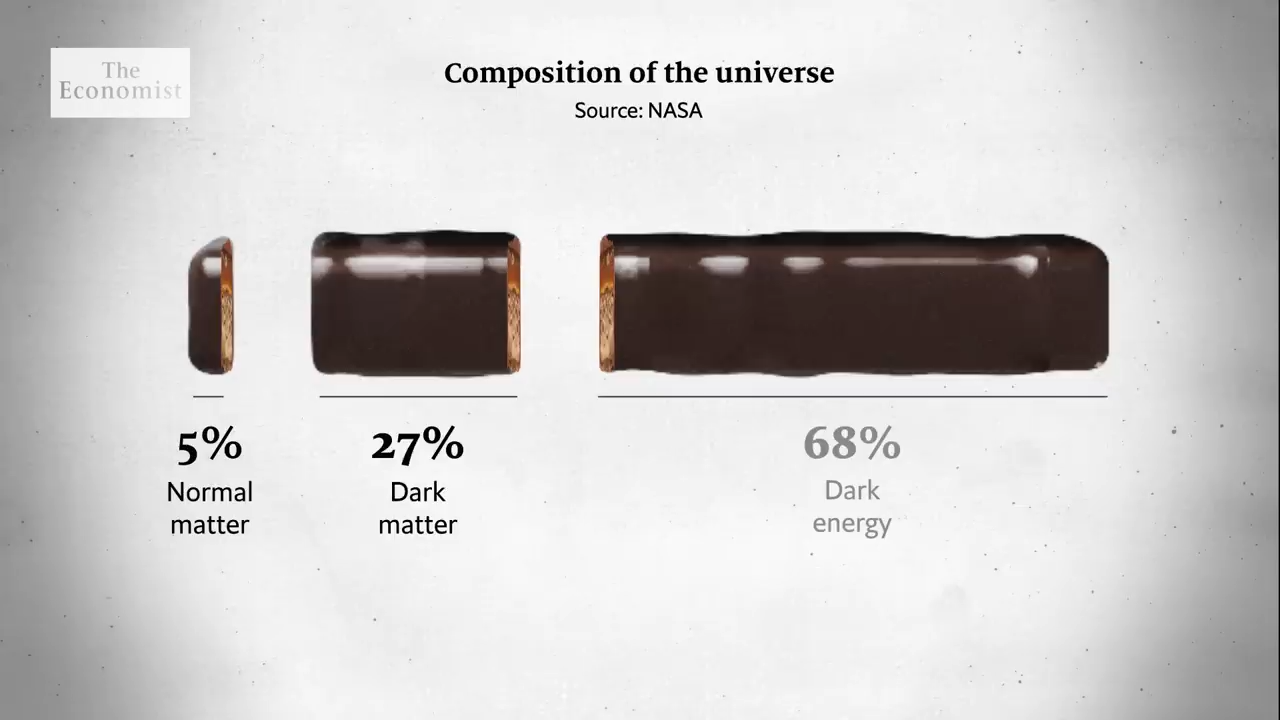 The
Economist
Composition of the universe
Source: NASA
5%
Normal
matter
27%
Dark
matter
68%
Dark
energy